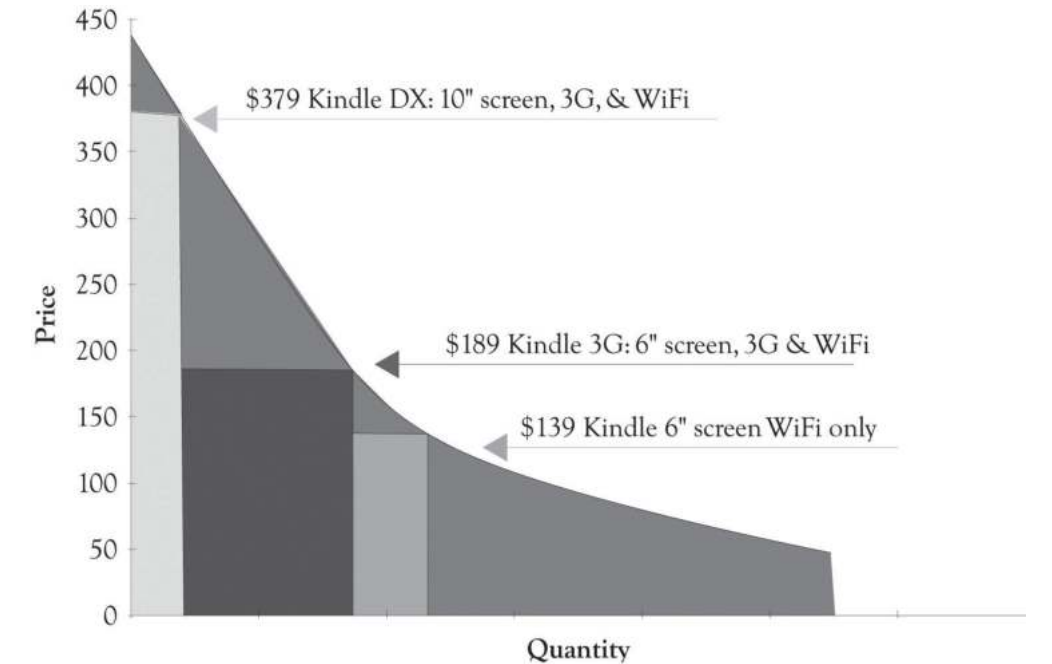 450
400
350
300
250
200
150
100
50
0
Price
$379 Kindle DX: 10" screen, 3G, & WiFi
$189 Kindle 3G: 6" screen, 3G & WiFi
$139 Kindle 6" screen WiFi only
Quantity